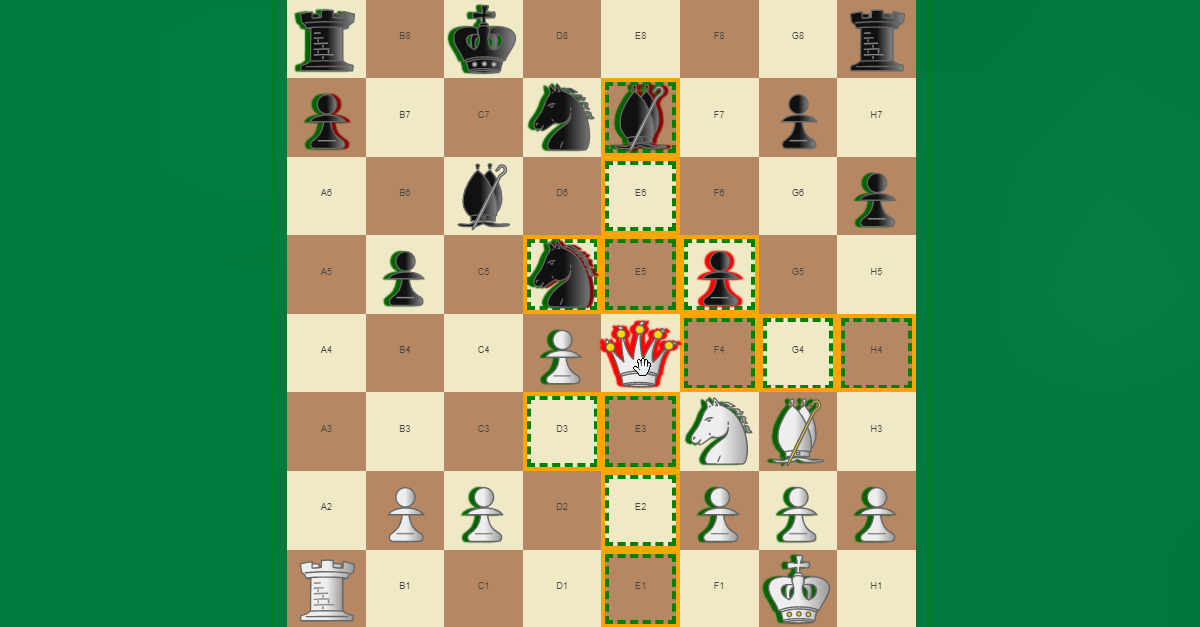 B8 D8 E8 F8 G8
B7 C7 F7 H7
A6 B6 D6 E6 F6 G6
A5 C5 E5 G5 H5
A4 B4 C4 F4 G4 H4
A3 B3 C3 D3 E3 H3
A2 D2 E2
B1 C1 D1 E1 F1 H1